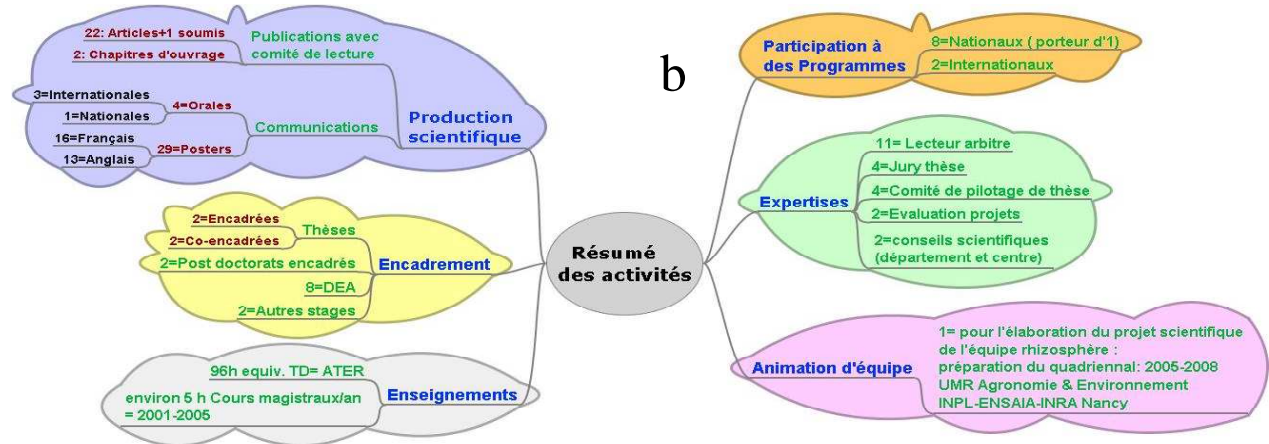 22: Articles+1 soumis
2: Chapitres d'ouvrage
Publications avec
comité de lecture
3=Internationales
1=Nationales
4=Orales
16=Français
13=Anglais
29=Posters
Communications
Production
scientifique
2=Encadrées
2=Co-encadrées
Thèses
2=Post doctorats encadrés
8=DEA
2=Autres stages
Encadrement
96h equiv. TD= ATER
environ 5 h Cours magistraux/an
= 2001-2005
Enseignements
Résumé
des activités
b
Participation à
des Programmes
8=Nationaux ( porteur d'1)
2=Internationaux
Expertises
11= Lecteur arbitre
4=Jury thèse
4=Comité de pilotage de thèse
2=Evaluation projets
2=conseils scientifiques
(département et centre)
Animation d'équipe
1= pour l'élaboration du projet scientifique
de l'équipe rhizosphère :
préparation du quadriennal: 2005-2008
UMR Agronomie & Environnement
INPL-ENSAIA-INRA Nancy